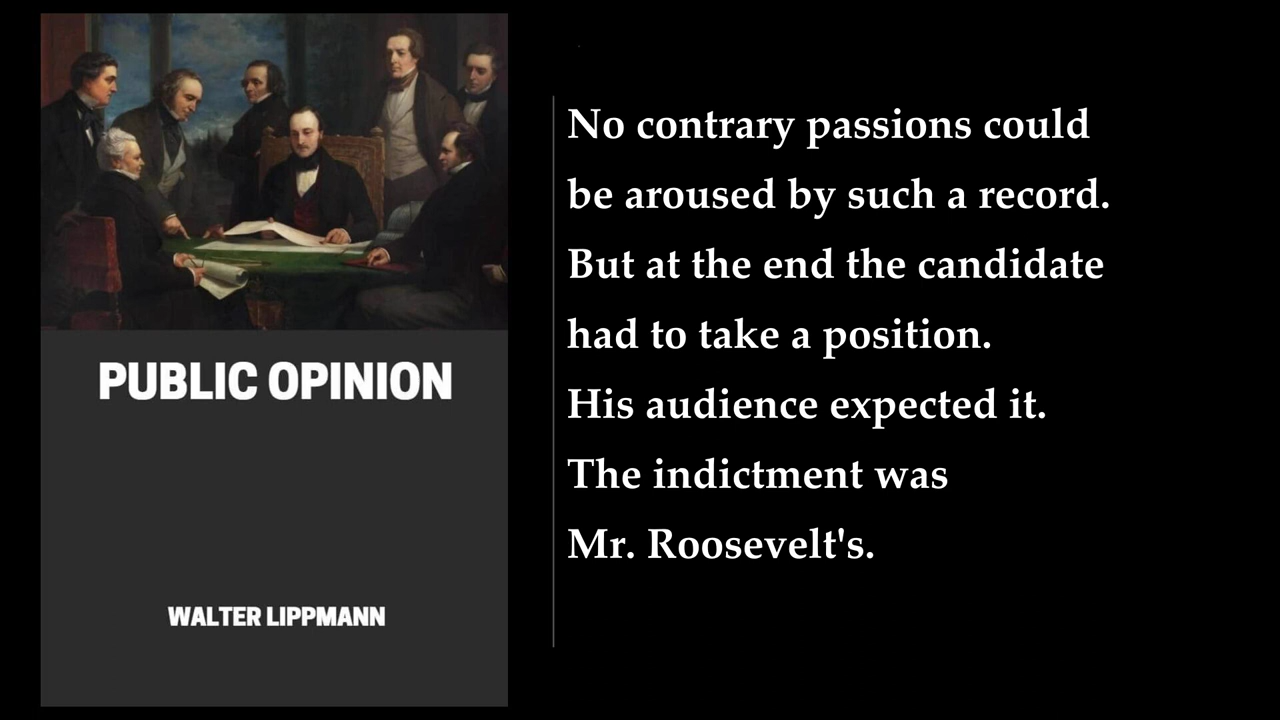 PUBLIC OPINION
WALTER LIPPMANN
No contrary passions could
be aroused by such a record.
But at the end the candidate
had to take a position.
His audience expected it.
The indictment was
Mr. Roosevelt's.